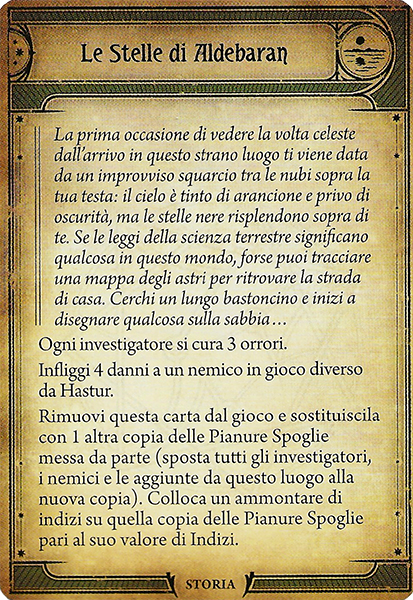 Le Stelle di Aldebaran
La prima occasione di vedere la volta celeste
dall'arrivo in questo strano luogo ti viene data
da un improvviso squarcio tra le nubi sopra la
tua testa: il cielo è tinto di arancione e privo di
oscurità, ma le stelle nere risplendono sopra di
te. Se le leggi della scienza terrestre significano
qualcosa in questo mondo, forse puoi tracciare
una mappa degli astri per ritrovare la strada
di casa. Cerchi un lungo bastoncino e inizi a
disegnare qualcosa sulla sabbia…
Ogni investigatore si cura 3 orrori.
Infliggi 4 danni a un nemico in gioco diverso
da Hastur.
Rimuovi questa carta dal gioco e sostituiscila
con 1 altra copia delle Pianure Spoglie
messa da parte (sposta tutti gli investigatori,
i nemici e le aggiunte da questo luogo alla
nuova copia). Colloca un ammontare di
indizi su quella copia delle Pianure Spoglie
pari al suo valore di Indizi.
STORIA